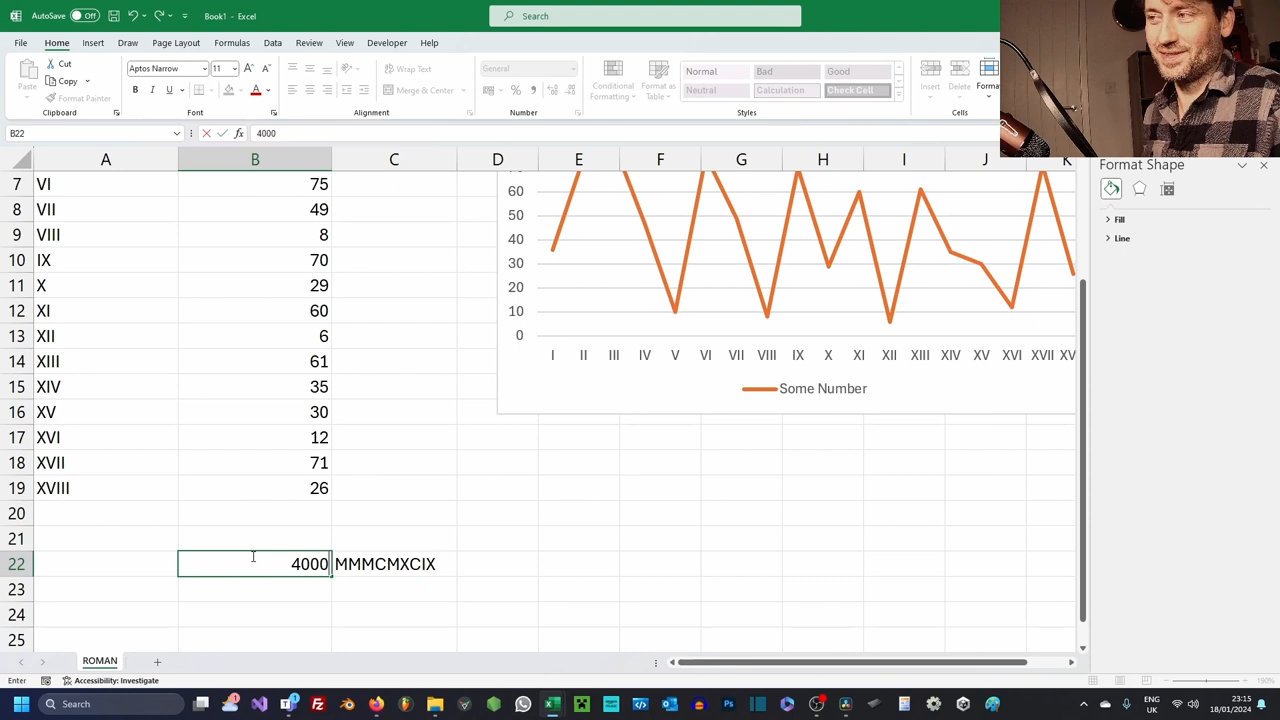 AutoSave Off Book1 - Excel Search
File Home Insert Draw Page Layout Formulas Data Review View Automate Developer Help
Paste Cut Copy Format Painter
Aptos Narrow 11
Wrap Text Merge & Center
General
Conditional Formatting Format as Table
Normal Bad Good
Neutral Calculation Check Cell
Insert Delete Format
Clipboard Font Alignment Number Styles Cells
B22 fx 4000
A B C D E F G H I J K
Format Shape
Fill
Line
7 VI 75
8 VII 49
9 VIII 8
10 IX 70
11 X 29
12 XI 60
13 XII 6
14 XIII 61
15 XIV 35
16 XV 30
17 XVI 12
18 XVII 71
19 XVIII 26
20
21
22 4000 MMMCMXCIX
23
24
25
60
50
40
30
20
10
0
I II III IV V VI VII VIII IX X XI XII XIII XIV XV XVI XVII XV
Some Number
ROMAN
Enter Accessibility: Investigate 190%
Search
ENG
UK
23:15
18/01/2024